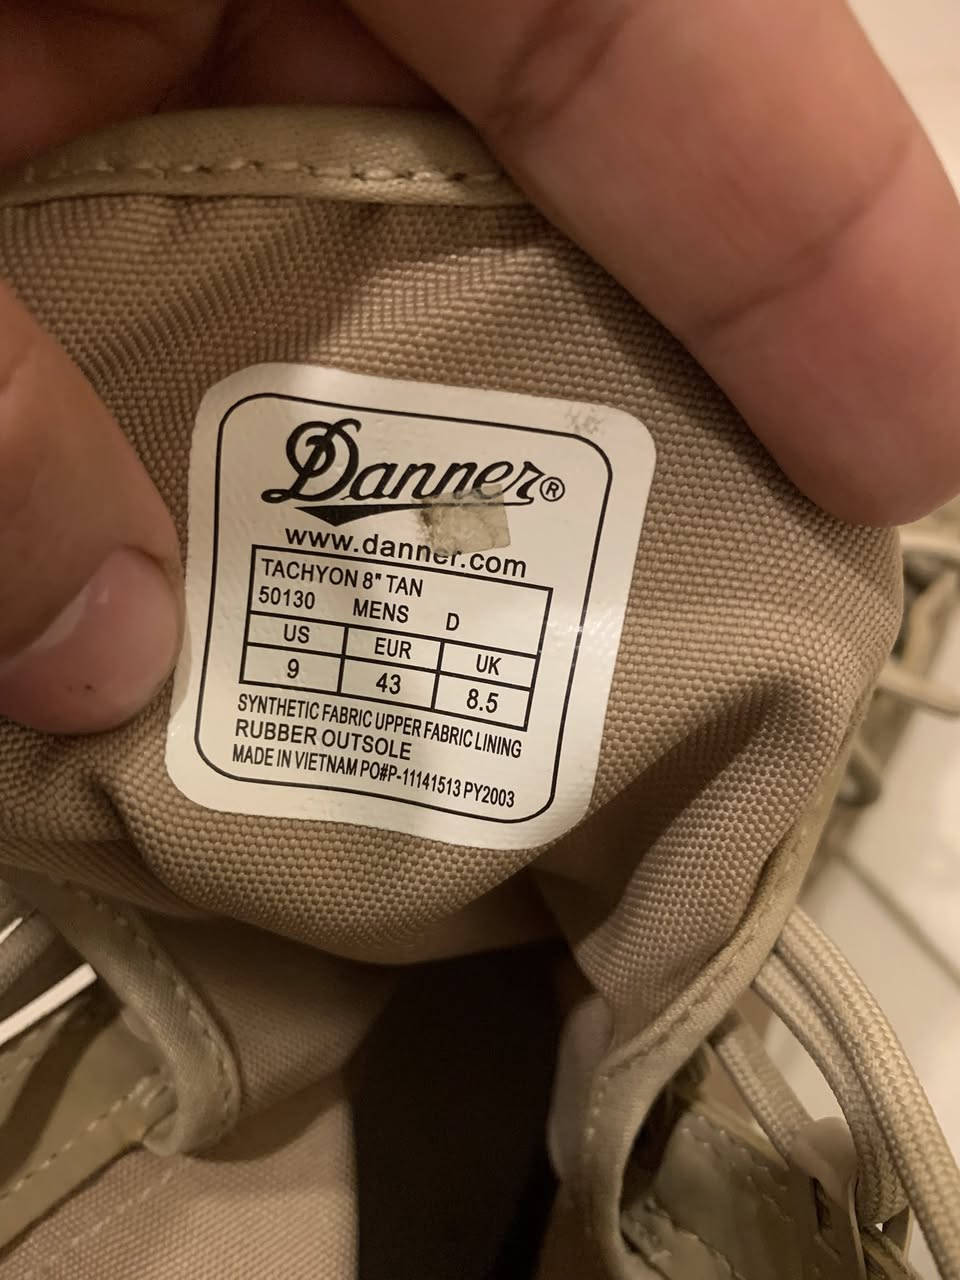 Danner®
www.danner.com
TACHYON 8" TAN
50130 MENS D
US EUR UK
9 43 8.5
SYNTHETIC FABRIC UPPER FABRIC LINING
RUBBER OUTSOLE
MADE IN VIETNAM PO#P-11141513 PY2003